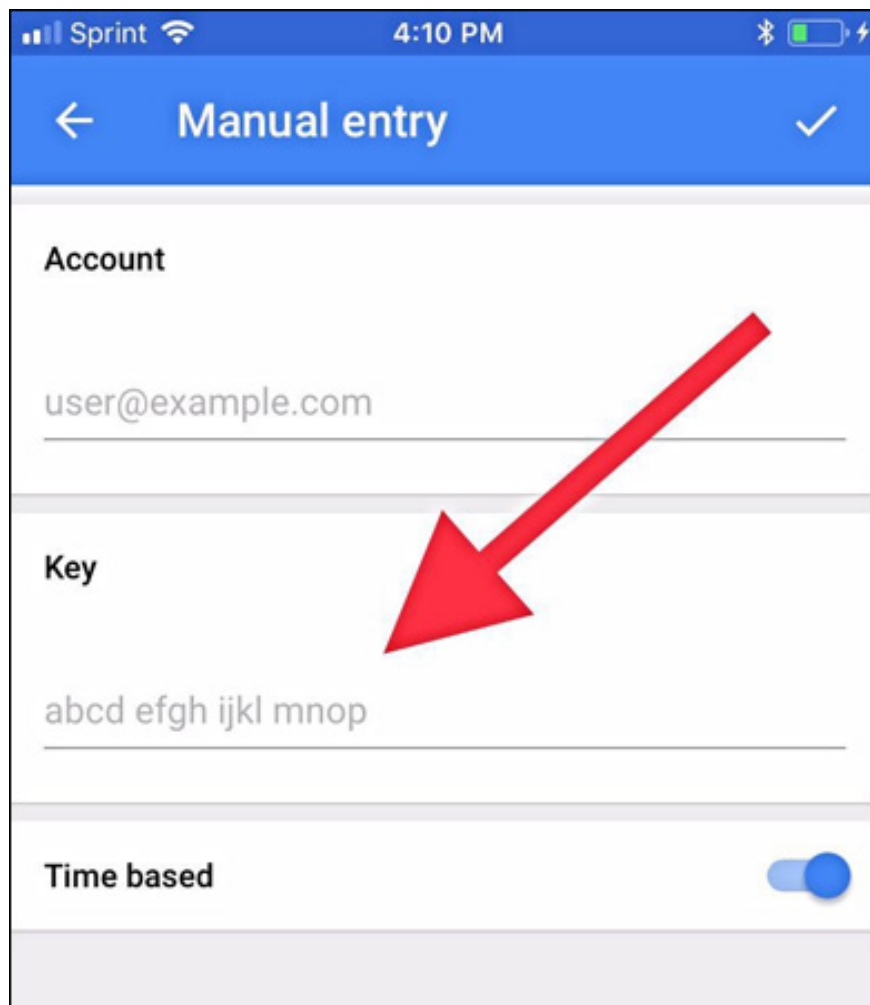 Sprint 4:10 PM
Manual entry
Account
user@example.com
Key
abcd efgh ijkl mnop
Time based